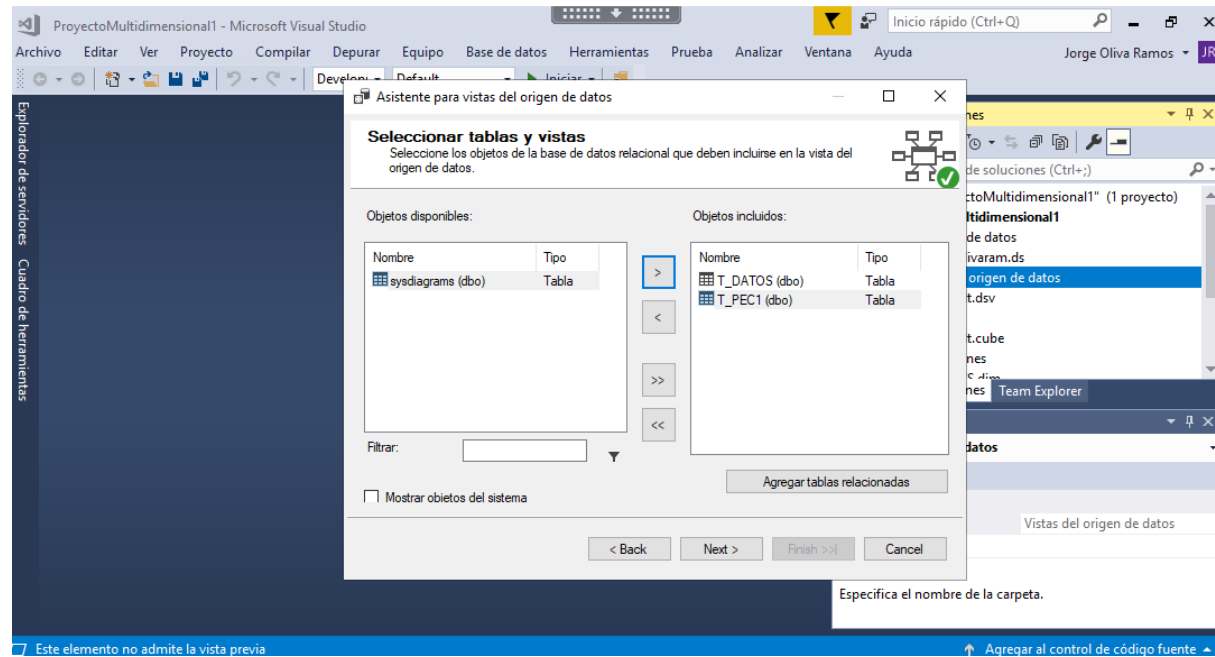 ProyectoMultidimensional1 - Microsoft Visual Studio
Inicio rápido (Ctrl+Q)
Archivo Editar Ver Proyecto Compilar Depurar Equipo Base de datos Herramientas Prueba Analizar Ventana Ayuda
Jorge Oliva Ramos JR
Default Iniciar
Explorador de servidores
Cuadro de herramientas
Asistente para vistas del origen de datos
Seleccionar tablas y vistas
Seleccione los objetos de la base de datos relacional que deben incluirse en la vista del
origen de datos.
Objetos disponibles:
Nombre Tipo
sysdiagrams (dbo) Tabla
>
<
>>
<<
Objetos incluidos:
Nombre Tipo
T_DATOS (dbo) Tabla
T_PEC1 (dbo) Tabla
Filtrar:
Agregar tablas relacionadas
Mostrar objetos del sistema
< Back Next > Finish >>| Cancel
nes
de soluciones (Ctrl+;)
ctoMultidimensional1" (1 proyecto)
ltidimensional1
de datos
ivaram.ds
origen de datos
t.dsv
t.cube
nes
S.dim
nes Team Explorer
datos
Vistas del origen de datos
Especifica el nombre de la carpeta.
Este elemento no admite la vista previa
Agregar al control de código fuente